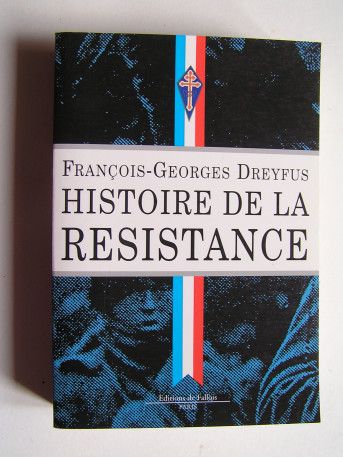 FRANÇOIS-GEORGES DREYFUS
HISTOIRE DE LA
RESISTANCE
Editions de Fallois
PARIS